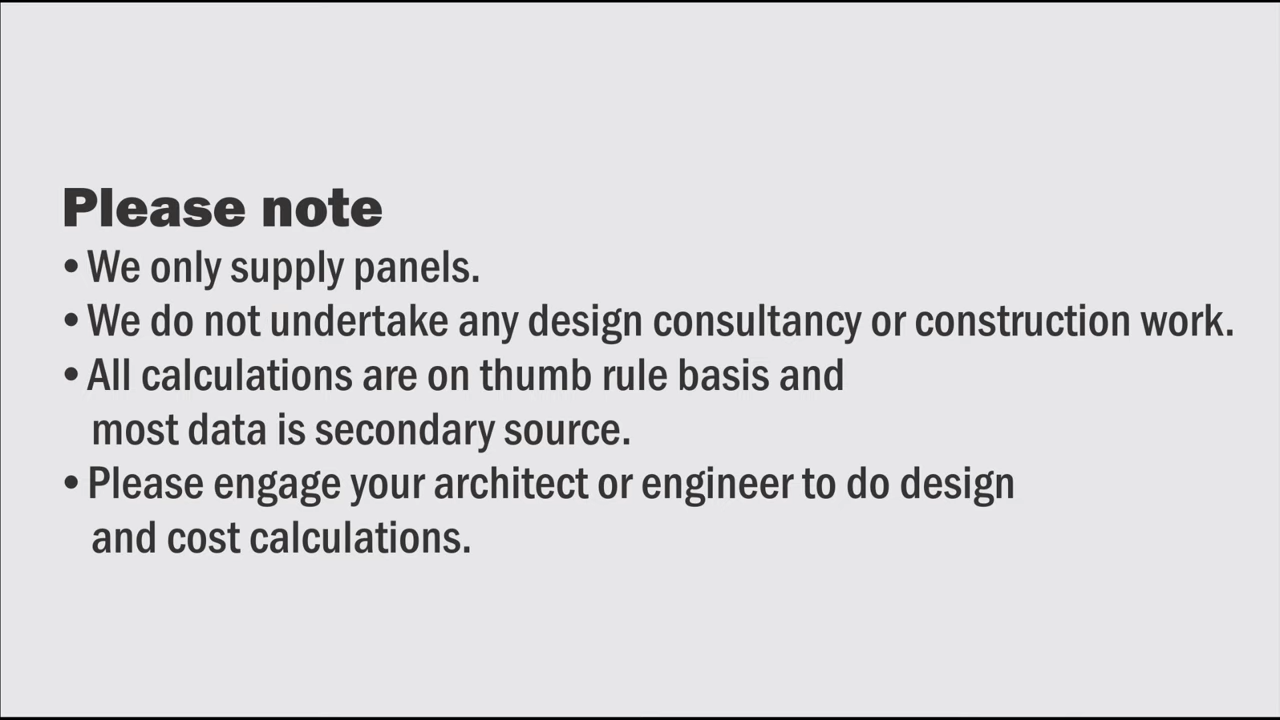 Please note
• We only supply panels.
• We do not undertake any design consultancy or construction work.
• All calculations are on thumb rule basis and
most data is secondary source.
• Please engage your architect or engineer to do design
and cost calculations.